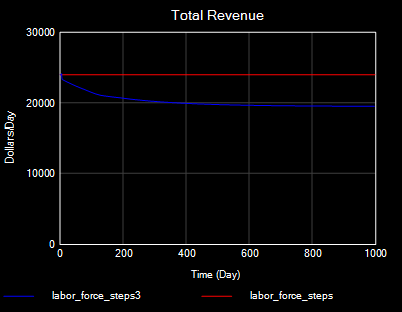 Total Revenue
30000
20000
10000
0
Dollars/Day
0 200 400 600 800 1000
Time (Day)
labor_force_steps3 labor_force_steps